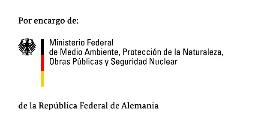 Por encargo de:
Ministerio Federal
de Medio Ambiente, Protección de la Naturaleza,
Obras Públicas y Seguridad Nuclear
de la República Federal de Alemania